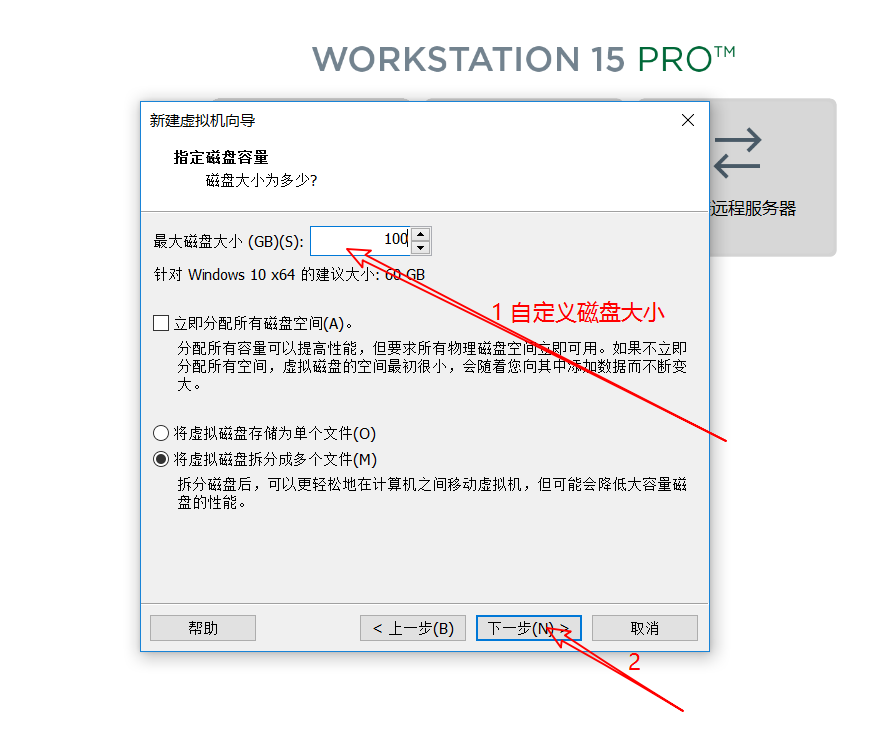 WORKSTATION 15 PRO™
新建虚拟机向导
指定磁盘容量
磁盘大小为多少?
远程服务器
最大磁盘大小 (GB)(S): 100
针对 Windows 10 x64 的建议大小: 60 GB
1 自定义磁盘大小
立即分配所有磁盘空间(A)。
分配所有容量可以提高性能，但要求所有物理磁盘空间立即可用。如果不立即
分配所有空间，虚拟磁盘的空间最初很小，会随着您向其中添加数据而不断变
大。
将虚拟磁盘存储为单个文件(O)
将虚拟磁盘拆分成多个文件(M)
拆分磁盘后，可以更轻松地在计算机之间移动虚拟机，但可能会降低大容量磁
盘的性能。
帮助 < 上一步(B) 下一步(N) > 取消
2